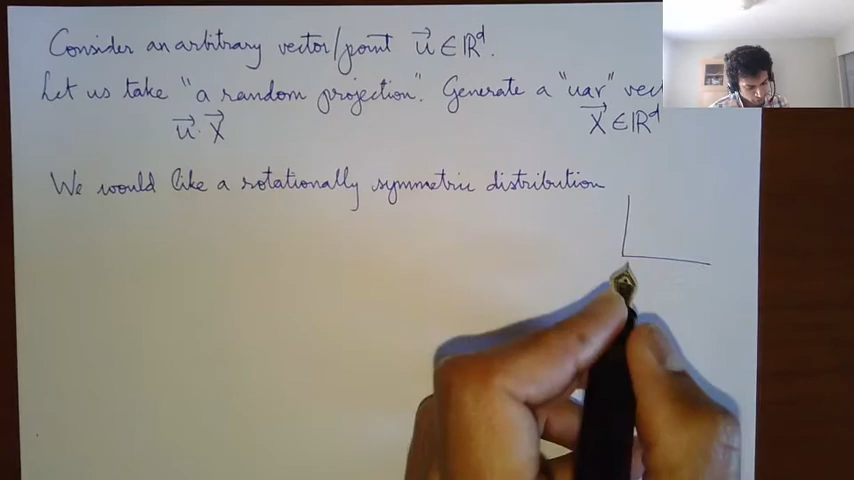 Consider an arbitrary vector/point u⃗ ∈ ℝᵈ.
Let us take "a random projection". Generate a "uar"
u⃗ · X⃗ X⃗ ∈ ℝᵈ
We would like a rotationally symmetric distribution